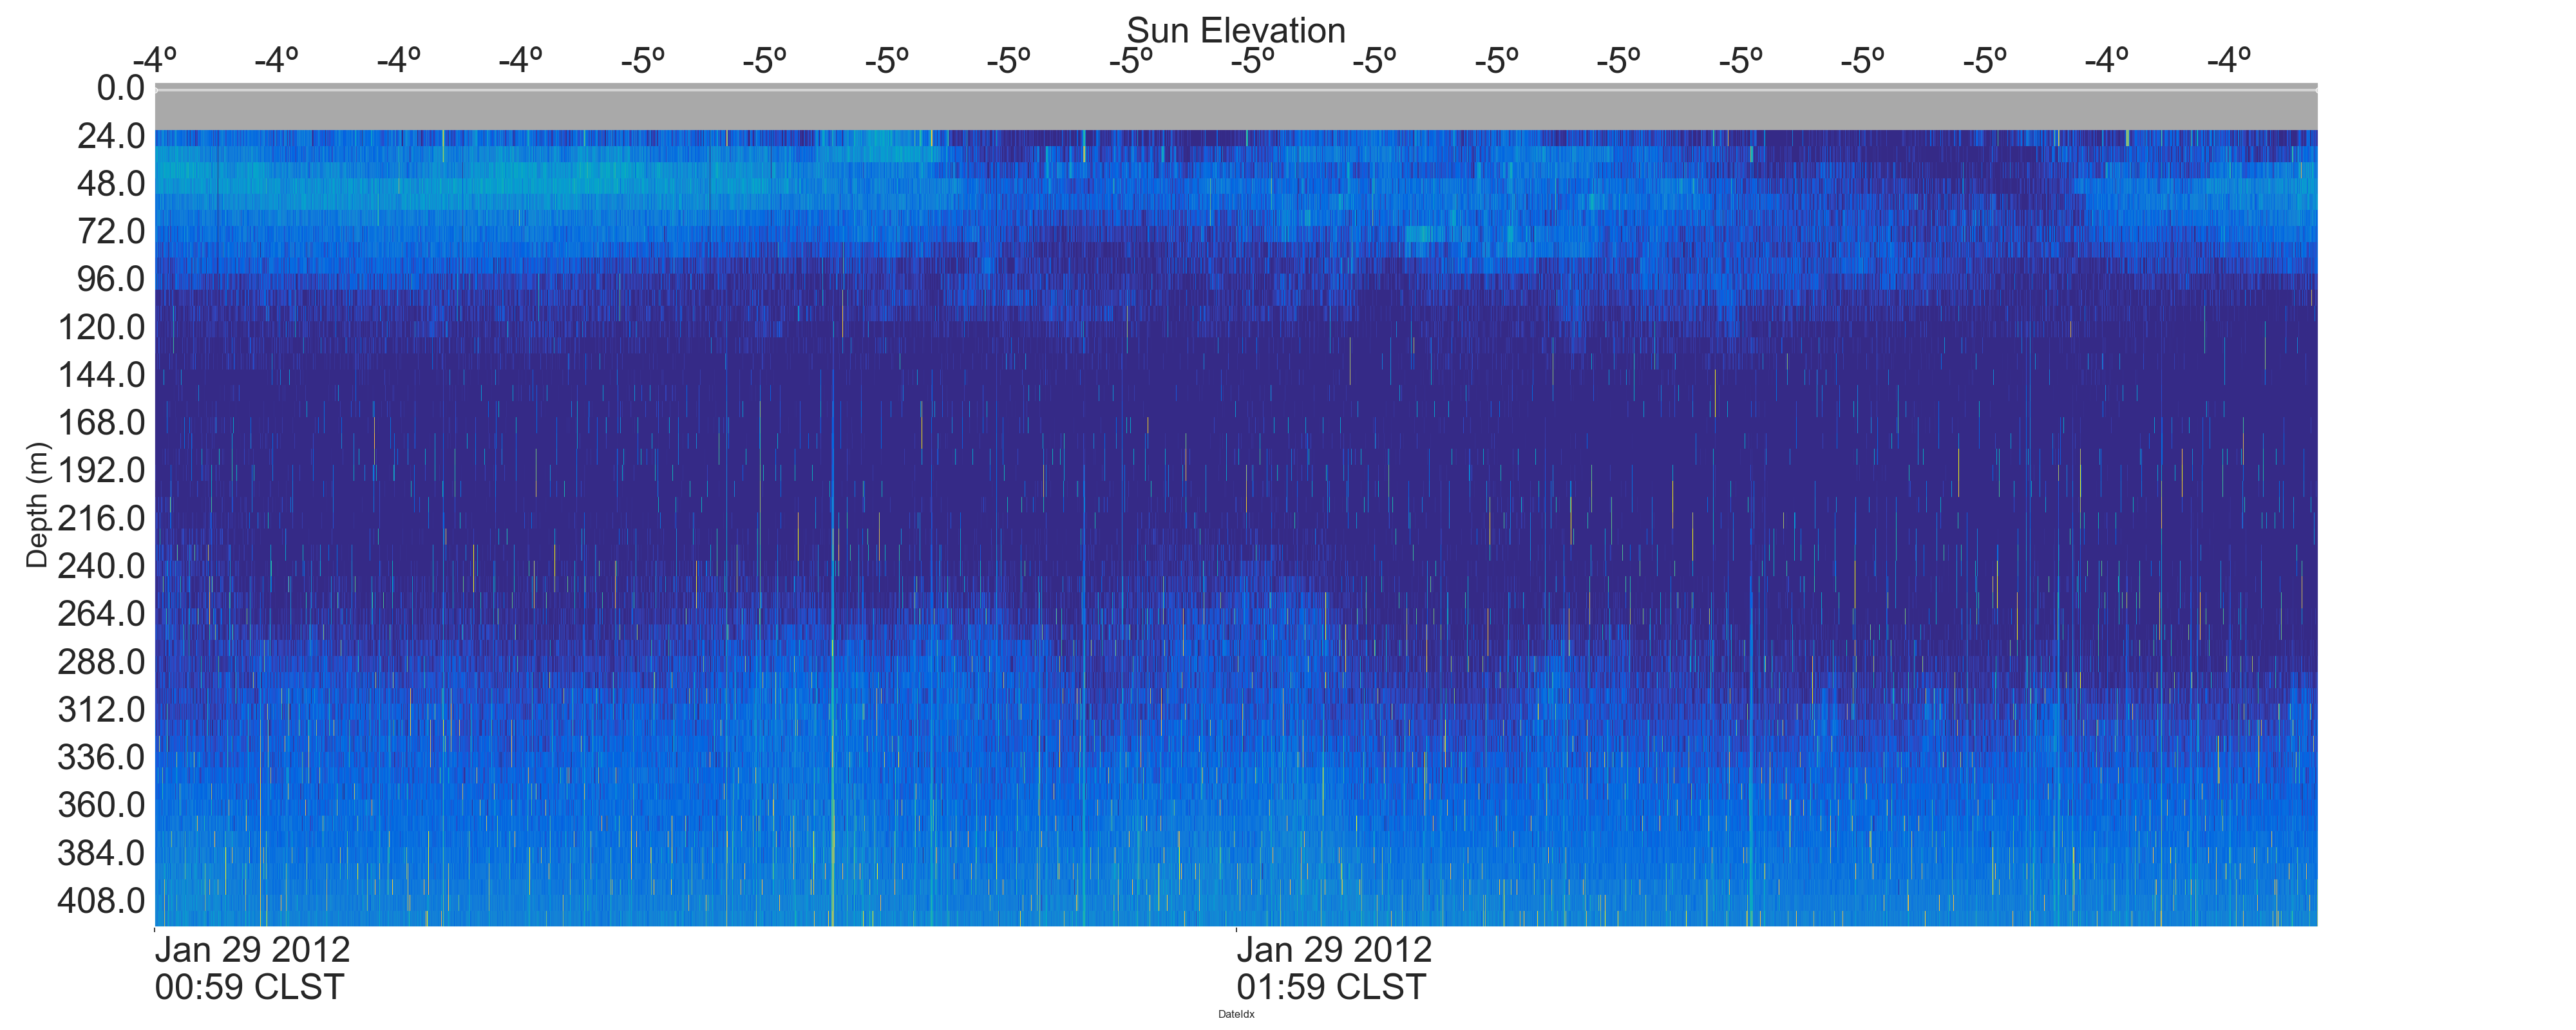 Sun Elevation
-4º -4º -4º -4º -5º -5º -5º -5º -5º -5º -5º -5º -5º -5º -5º -5º -4º -4º
0.0
24.0
48.0
72.0
96.0
120.0
144.0
168.0
192.0
216.0
240.0
264.0
288.0
312.0
336.0
360.0
384.0
408.0
Depth (m)
Jan 29 2012
00:59 CLST
Jan 29 2012
01:59 CLST
DateIdx